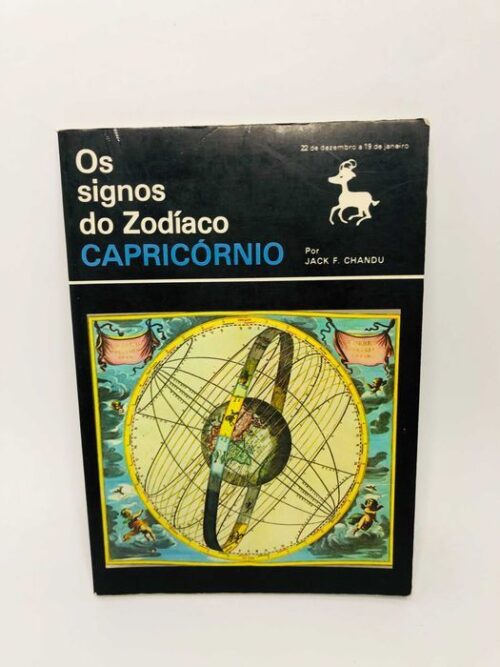 22 de dezembro a 19 de janeiro
Os
signos
do Zodíaco
CAPRICÓRNIO
Por
JACK F. CHANDU